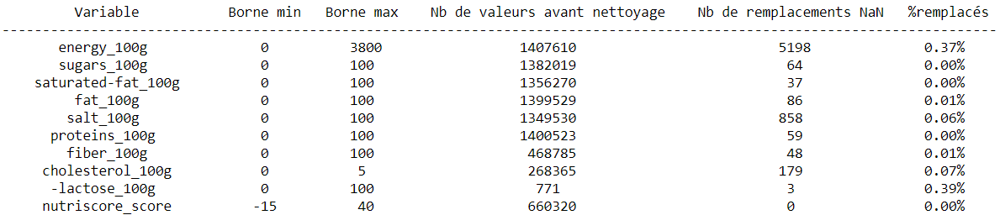 Variable Borne min Borne max Nb de valeurs avant nettoyage Nb de remplacements NaN %remplacés
energy_100g 0 3800 1407610 5198 0.37%
sugars_100g 0 100 1382019 64 0.00%
saturated-fat_100g 0 100 1356270 37 0.00%
fat_100g 0 100 1399529 86 0.01%
salt_100g 0 100 1349530 858 0.06%
proteins_100g 0 100 1400523 59 0.00%
fiber_100g 0 100 468785 48 0.01%
cholesterol_100g 0 5 268365 179 0.07%
-lactose_100g 0 100 771 3 0.39%
nutriscore_score -15 40 660320 0 0.00%